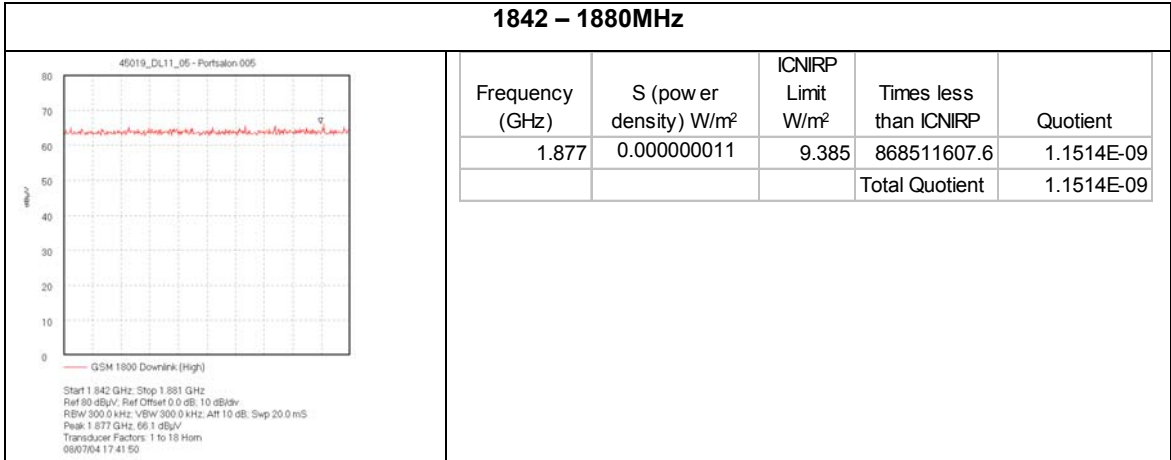 1842 – 1880MHz
45019_DL11_05 - Portsalon 005
80
70
60
50
dBµV
40
30
20
10
0
GSM 1800 Downlink (High)
Start 1.842 GHz; Stop 1.881 GHz
Ref 80 dBµV; Ref Offset 0.0 dB; 10 dB/div
RBW 300.0 kHz; VBW 300.0 kHz; Att 10 dB; Swp 20.0 mS
Peak 1.877 GHz, 66.1 dBµV
Transducer Factors: 1 to 18 Horn
08/07/04 17:41:50
Frequency (GHz) S (pow er density) W/m² ICNIRP Limit W/m² Times less than ICNIRP Quotient
1.877 0.000000011 9.385 868511607.6 1.1514E-09
Total Quotient 1.1514E-09